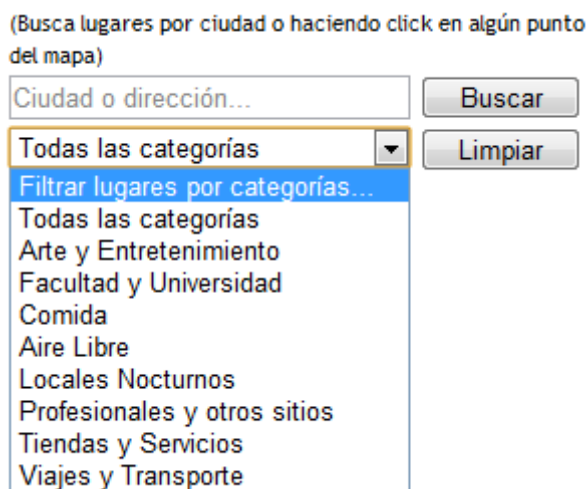 (Busca lugares por ciudad o haciendo click en algún punto
del mapa)
Ciudad o dirección... Buscar
Todas las categorías Limpiar
Filtrar lugares por categorías...
Todas las categorías
Arte y Entretenimiento
Facultad y Universidad
Comida
Aire Libre
Locales Nocturnos
Profesionales y otros sitios
Tiendas y Servicios
Viajes y Transporte